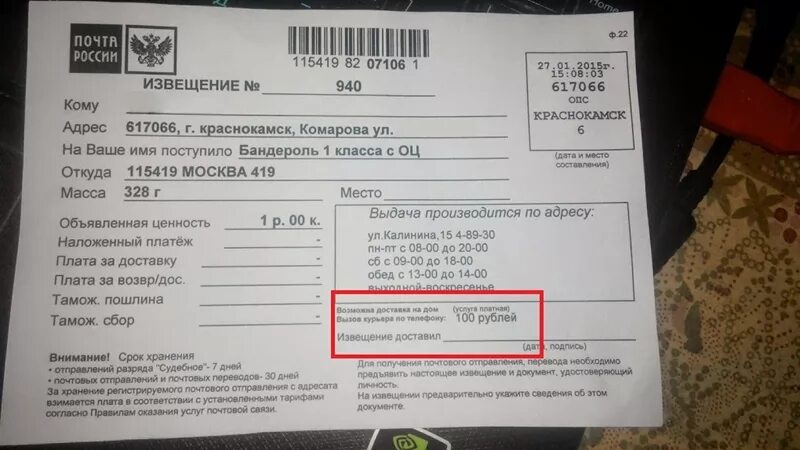 ПОЧТА РОССИИ
115419 82 07106 1
ф.22
ИЗВЕЩЕНИЕ № 940
27.01.2015г.
15:08:03
617066
ОПС
КРАСНОКАМСК
6
(дата и место составления)
Кому
Адрес 617066, г. краснокамск, Комарова ул.
На Ваше имя поступило Бандероль 1 класса с ОЦ
Откуда 115419 МОСКВА 419
Масса 328 г Место
Объявленная ценность 1 р. 00 к.
Наложенный платёж -
Плата за доставку -
Плата за возвр/дос. -
Тамож. пошлина -
Тамож. сбор -
Выдача производится по адресу:
ул.Калинина,15 4-89-30
пн-пт с 08-00 до 20-00
сб с 09-00 до 18-00
обед с 13-00 до 14-00
выходной-воскресенье
Возможна доставка на дом (услуга платная)
Вызов курьера по телефону: 100 рублей
Извещение доставил
(дата, подпись)
Внимание! Срок хранения
• отправлений разряда "Судебное"- 7 дней
• почтовых отправлений и почтовых переводов- 30 дней
За хранение регистрируемого почтового отправления с адресата
взимается плата в соответствии с установленными тарифами
согласно Правилам оказания услуг почтовой связи.
Для получения почтового отправления, перевода необходимо
предъявить настоящее извещение и документ, удостоверяющий
личность.
На извещении предварительно укажите сведения об этом
документе.
Home